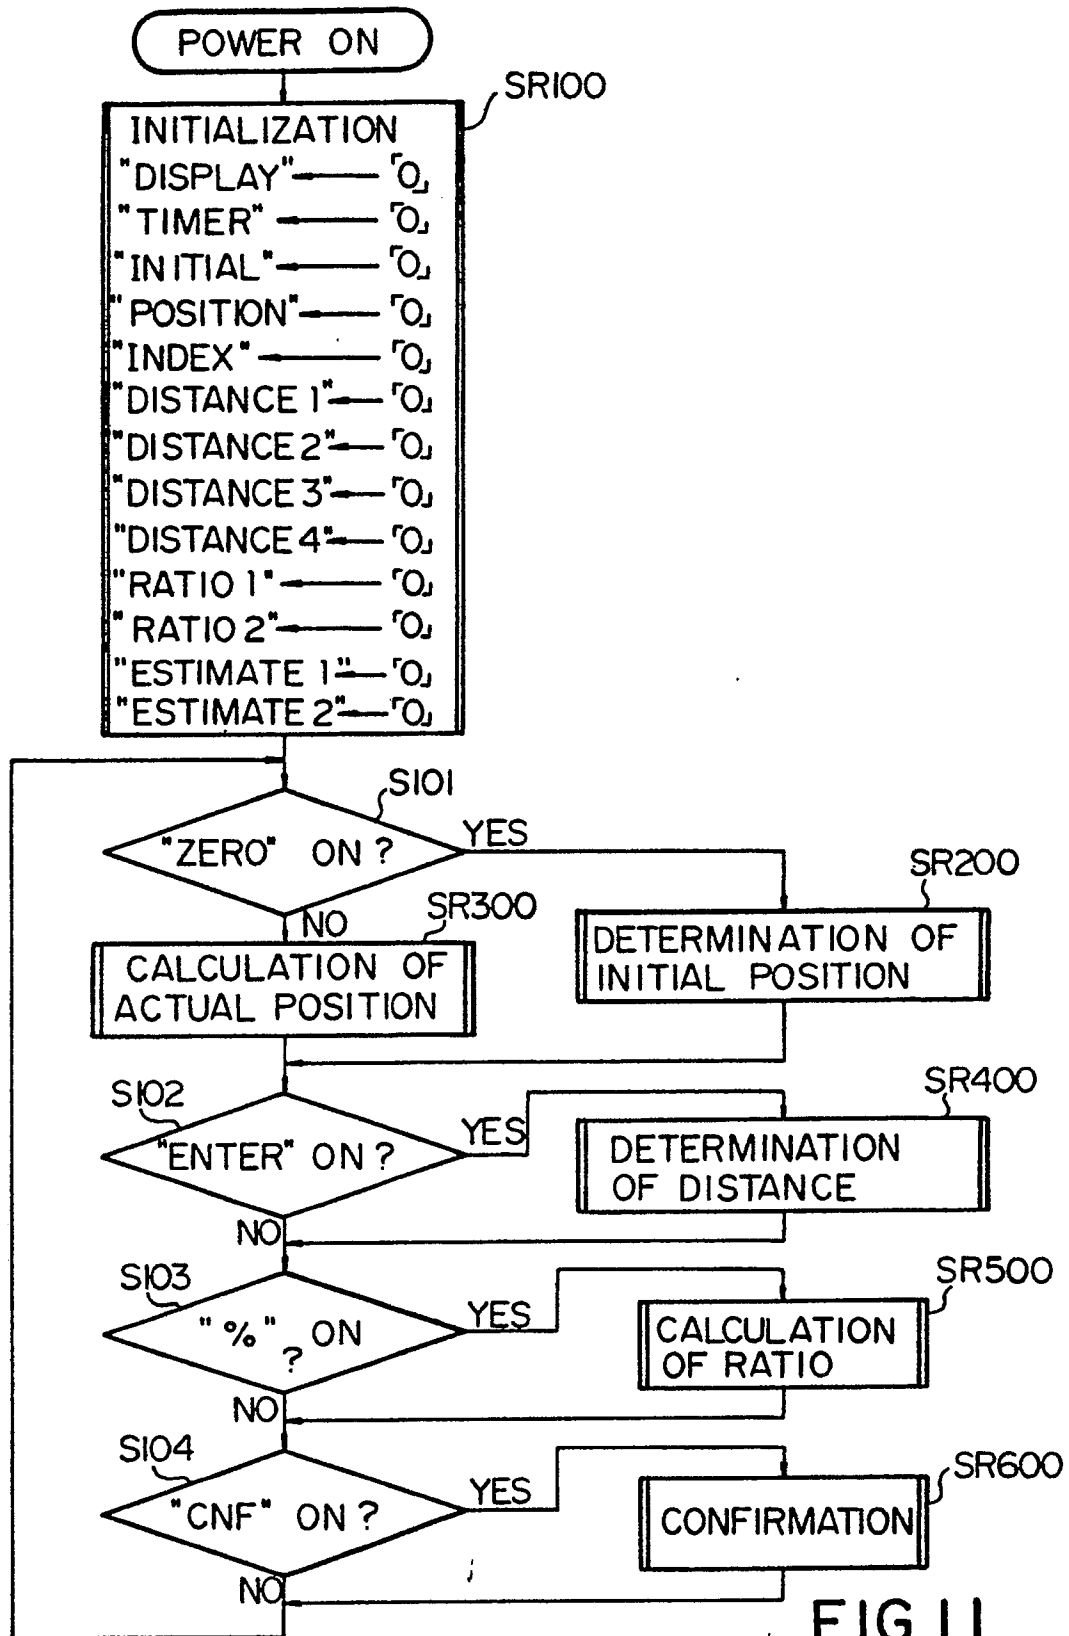 POWER ON
SR100
INITIALIZATION
"DISPLAY" ← 「0」
"TIMER" ← 「0」
"INITIAL" ← 「0」
"POSITION" ← 「0」
"INDEX" ← 「0」
"DISTANCE 1" ← 「0」
"DISTANCE 2" ← 「0」
"DISTANCE 3" ← 「0」
"DISTANCE 4" ← 「0」
"RATIO 1" ← 「0」
"RATIO 2" ← 「0」
"ESTIMATE 1" ← 「0」
"ESTIMATE 2" ← 「0」
S101
"ZERO" ON ?
YES
SR200
DETERMINATION OF
INITIAL POSITION
NO
SR300
CALCULATION OF
ACTUAL POSITION
S102
"ENTER" ON ?
YES
SR400
DETERMINATION
OF DISTANCE
NO
S103
"%" ON
?
YES
SR500
CALCULATION
OF RATIO
NO
S104
"CNF" ON ?
YES
SR600
CONFIRMATION
NO
FIG.11